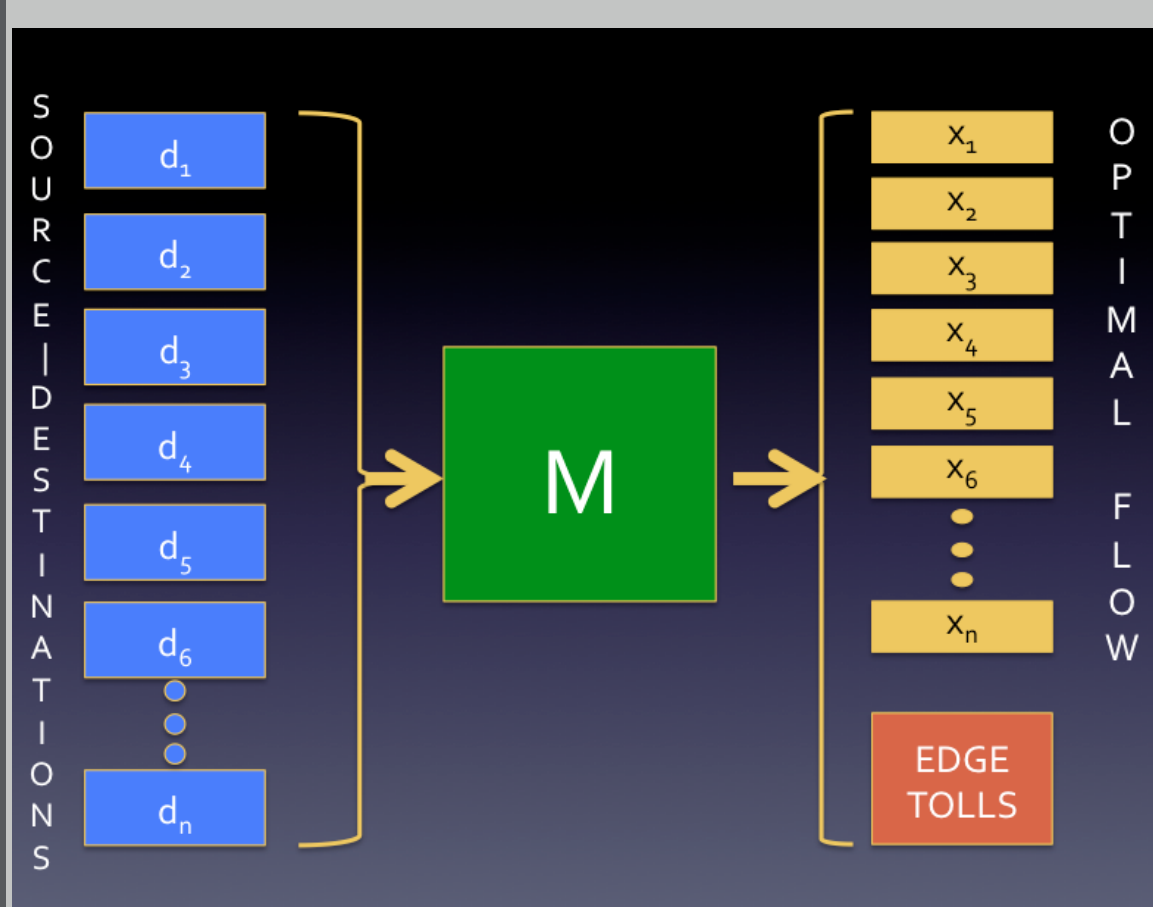 SOURCE|DESTINATIONS
d₁
d₂
d₃
d₄
d₅
d₆
dₙ
M
x₁
x₂
x₃
x₄
x₅
x₆
xₙ
EDGE
TOLLS
OPTIMAL FLOW